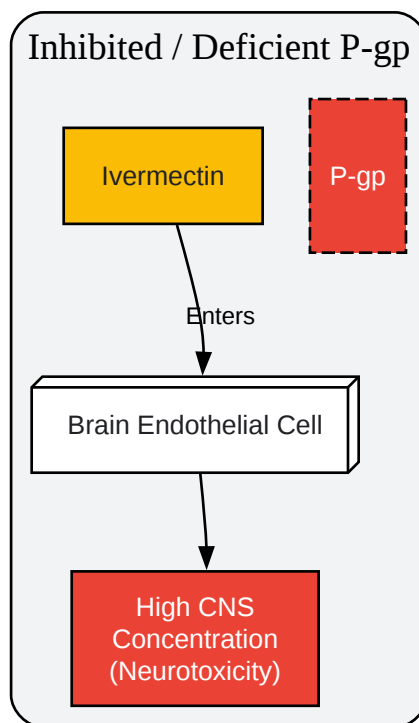 Inhibited / Deficient P-gp
Ivermectin
P-gp
Enters
Brain Endothelial Cell
High CNS
Concentration
(Neurotoxicity)